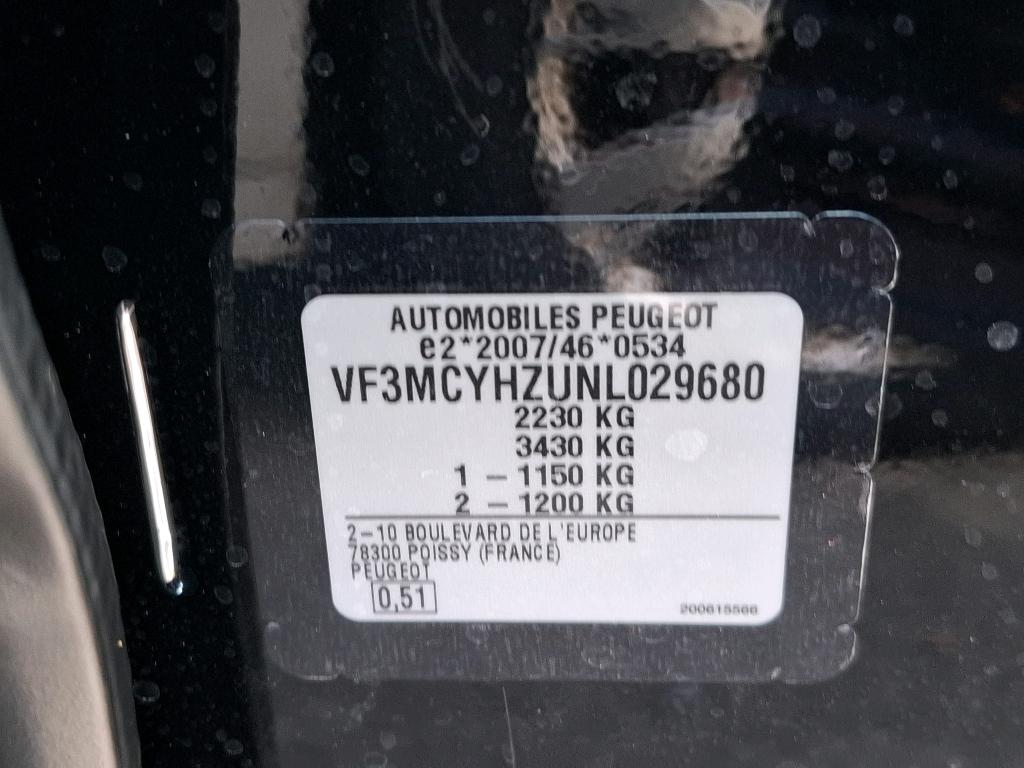 AUTOMOBILES PEUGEOT
e2*2007/46*0534
VF3MCYHZUNL029680
2230 KG
3430 KG
1 – 1150 KG
2 – 1200 KG
2–10 BOULEVARD DE L'EUROPE
78300 POISSY (FRANCE)
PEUGEOT
0,51
200615566